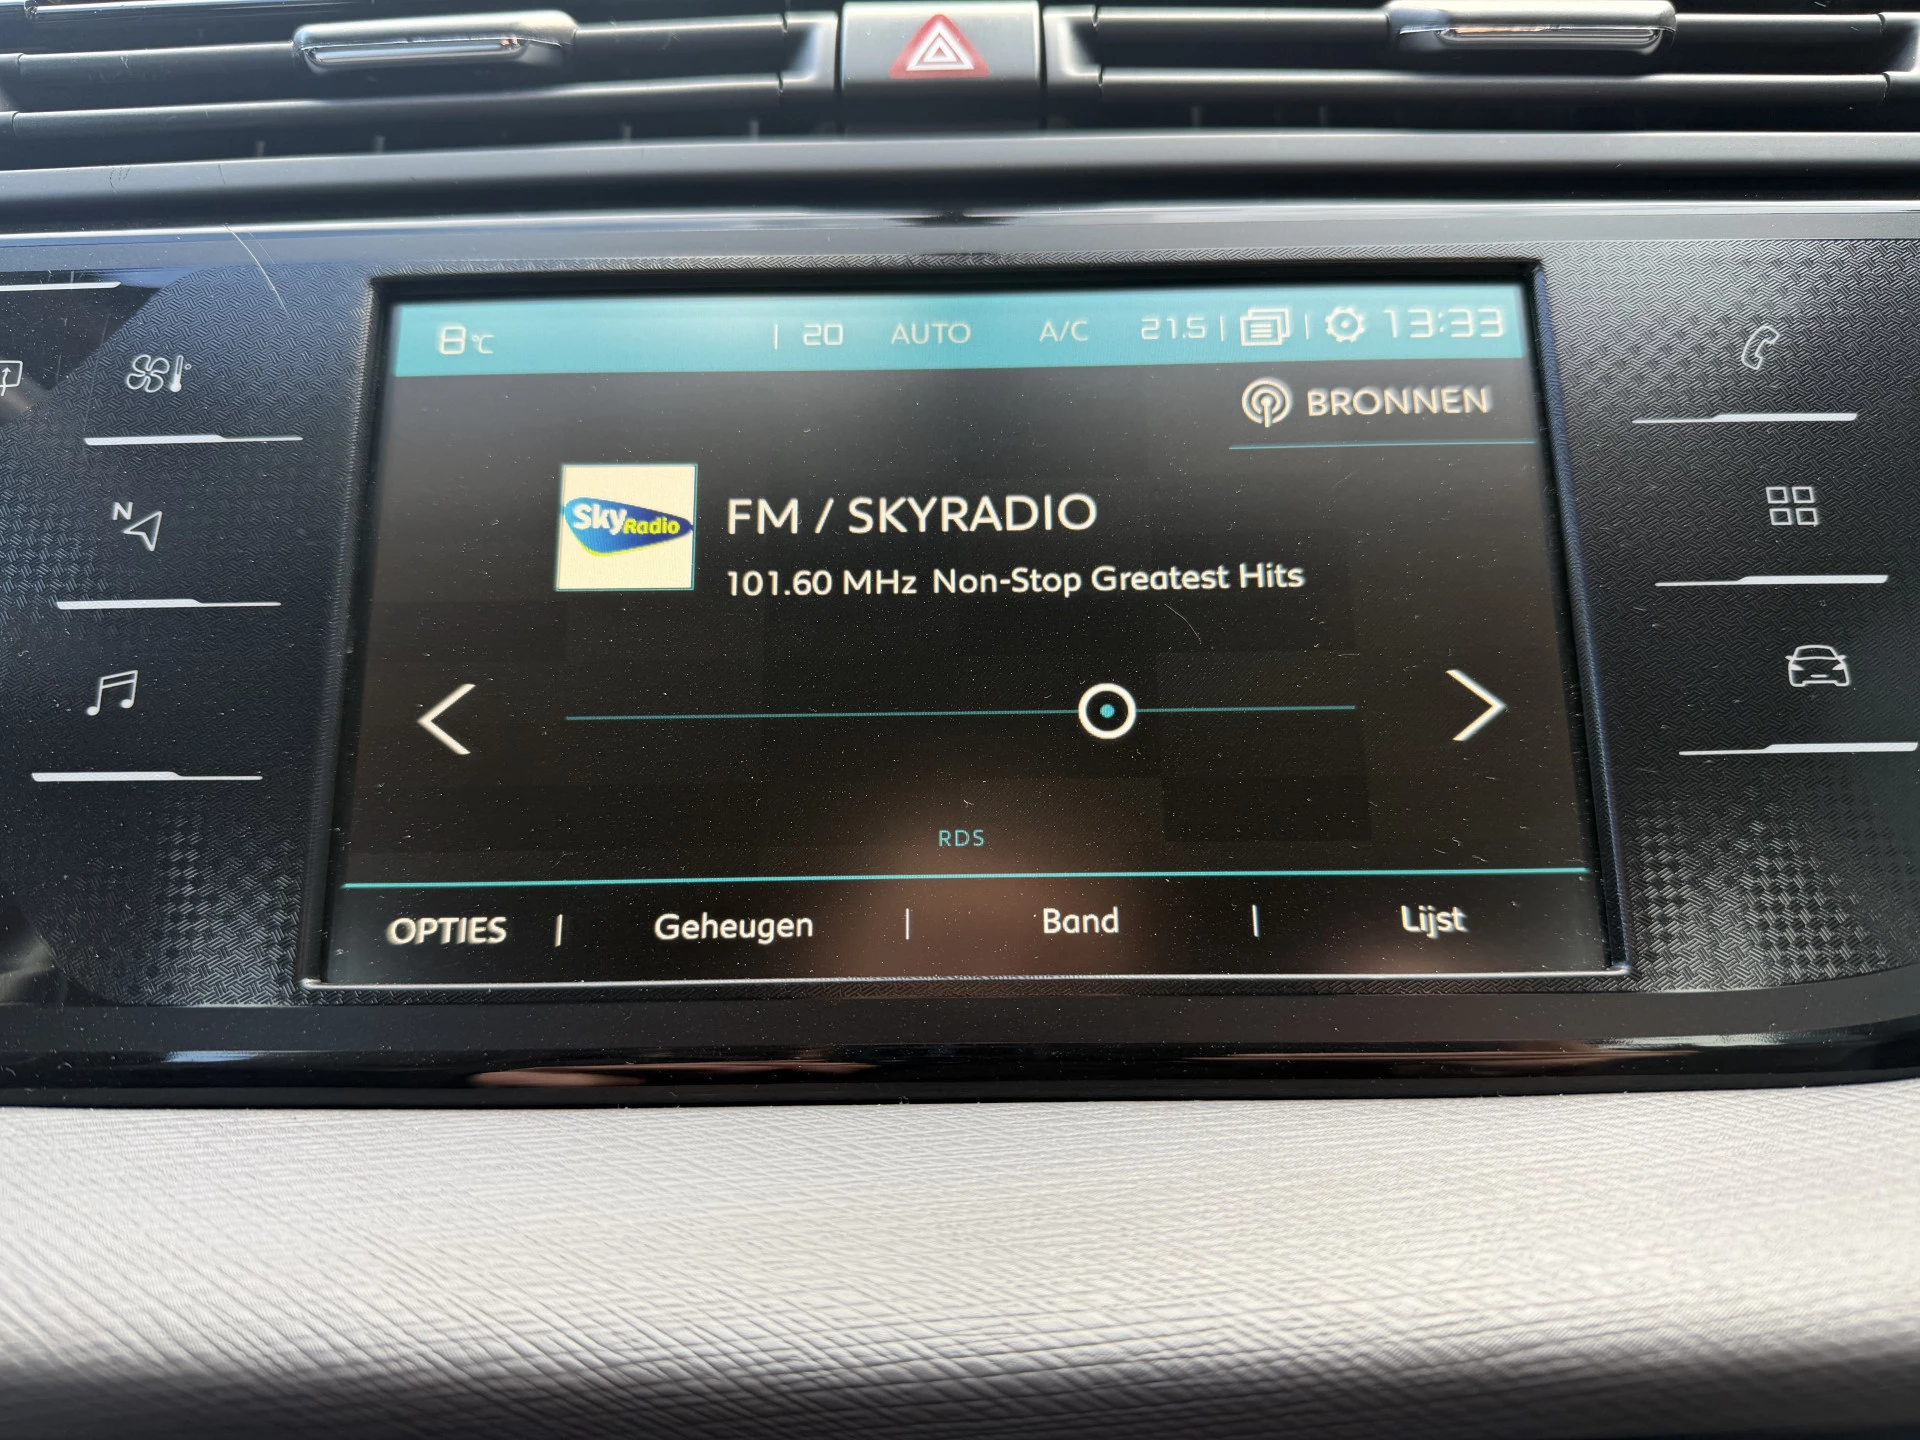 8°C | 20 AUTO A/C 21.5 | | 13:33
BRONNEN
Sky Radio
FM / SKYRADIO
101.60 MHz Non-Stop Greatest Hits
N
RDS
OPTIES | Geheugen | Band | Lijst